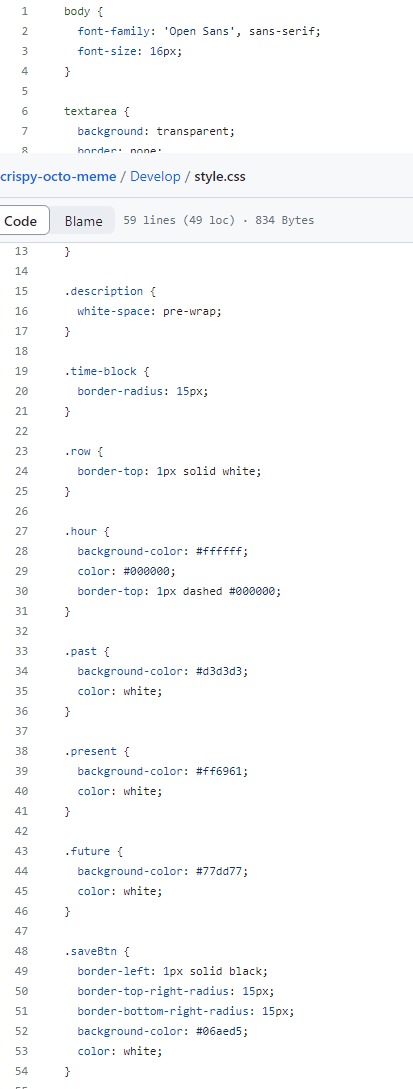 1 body {
2 font-family: 'Open Sans', sans-serif;
3 font-size: 16px;
4 }
5
6 textarea {
7 background: transparent;
8 border: none;
crispy-octo-meme / Develop / style.css
Code Blame 59 lines (49 loc) · 834 Bytes
13 }
14
15 .description {
16 white-space: pre-wrap;
17 }
18
19 .time-block {
20 border-radius: 15px;
21 }
22
23 .row {
24 border-top: 1px solid white;
25 }
26
27 .hour {
28 background-color: #ffffff;
29 color: #000000;
30 border-top: 1px dashed #000000;
31 }
32
33 .past {
34 background-color: #d3d3d3;
35 color: white;
36 }
37
38 .present {
39 background-color: #ff6961;
40 color: white;
41 }
42
43 .future {
44 background-color: #77dd77;
45 color: white;
46 }
47
48 .saveBtn {
49 border-left: 1px solid black;
50 border-top-right-radius: 15px;
51 border-bottom-right-radius: 15px;
52 background-color: #06aed5;
53 color: white;
54 }